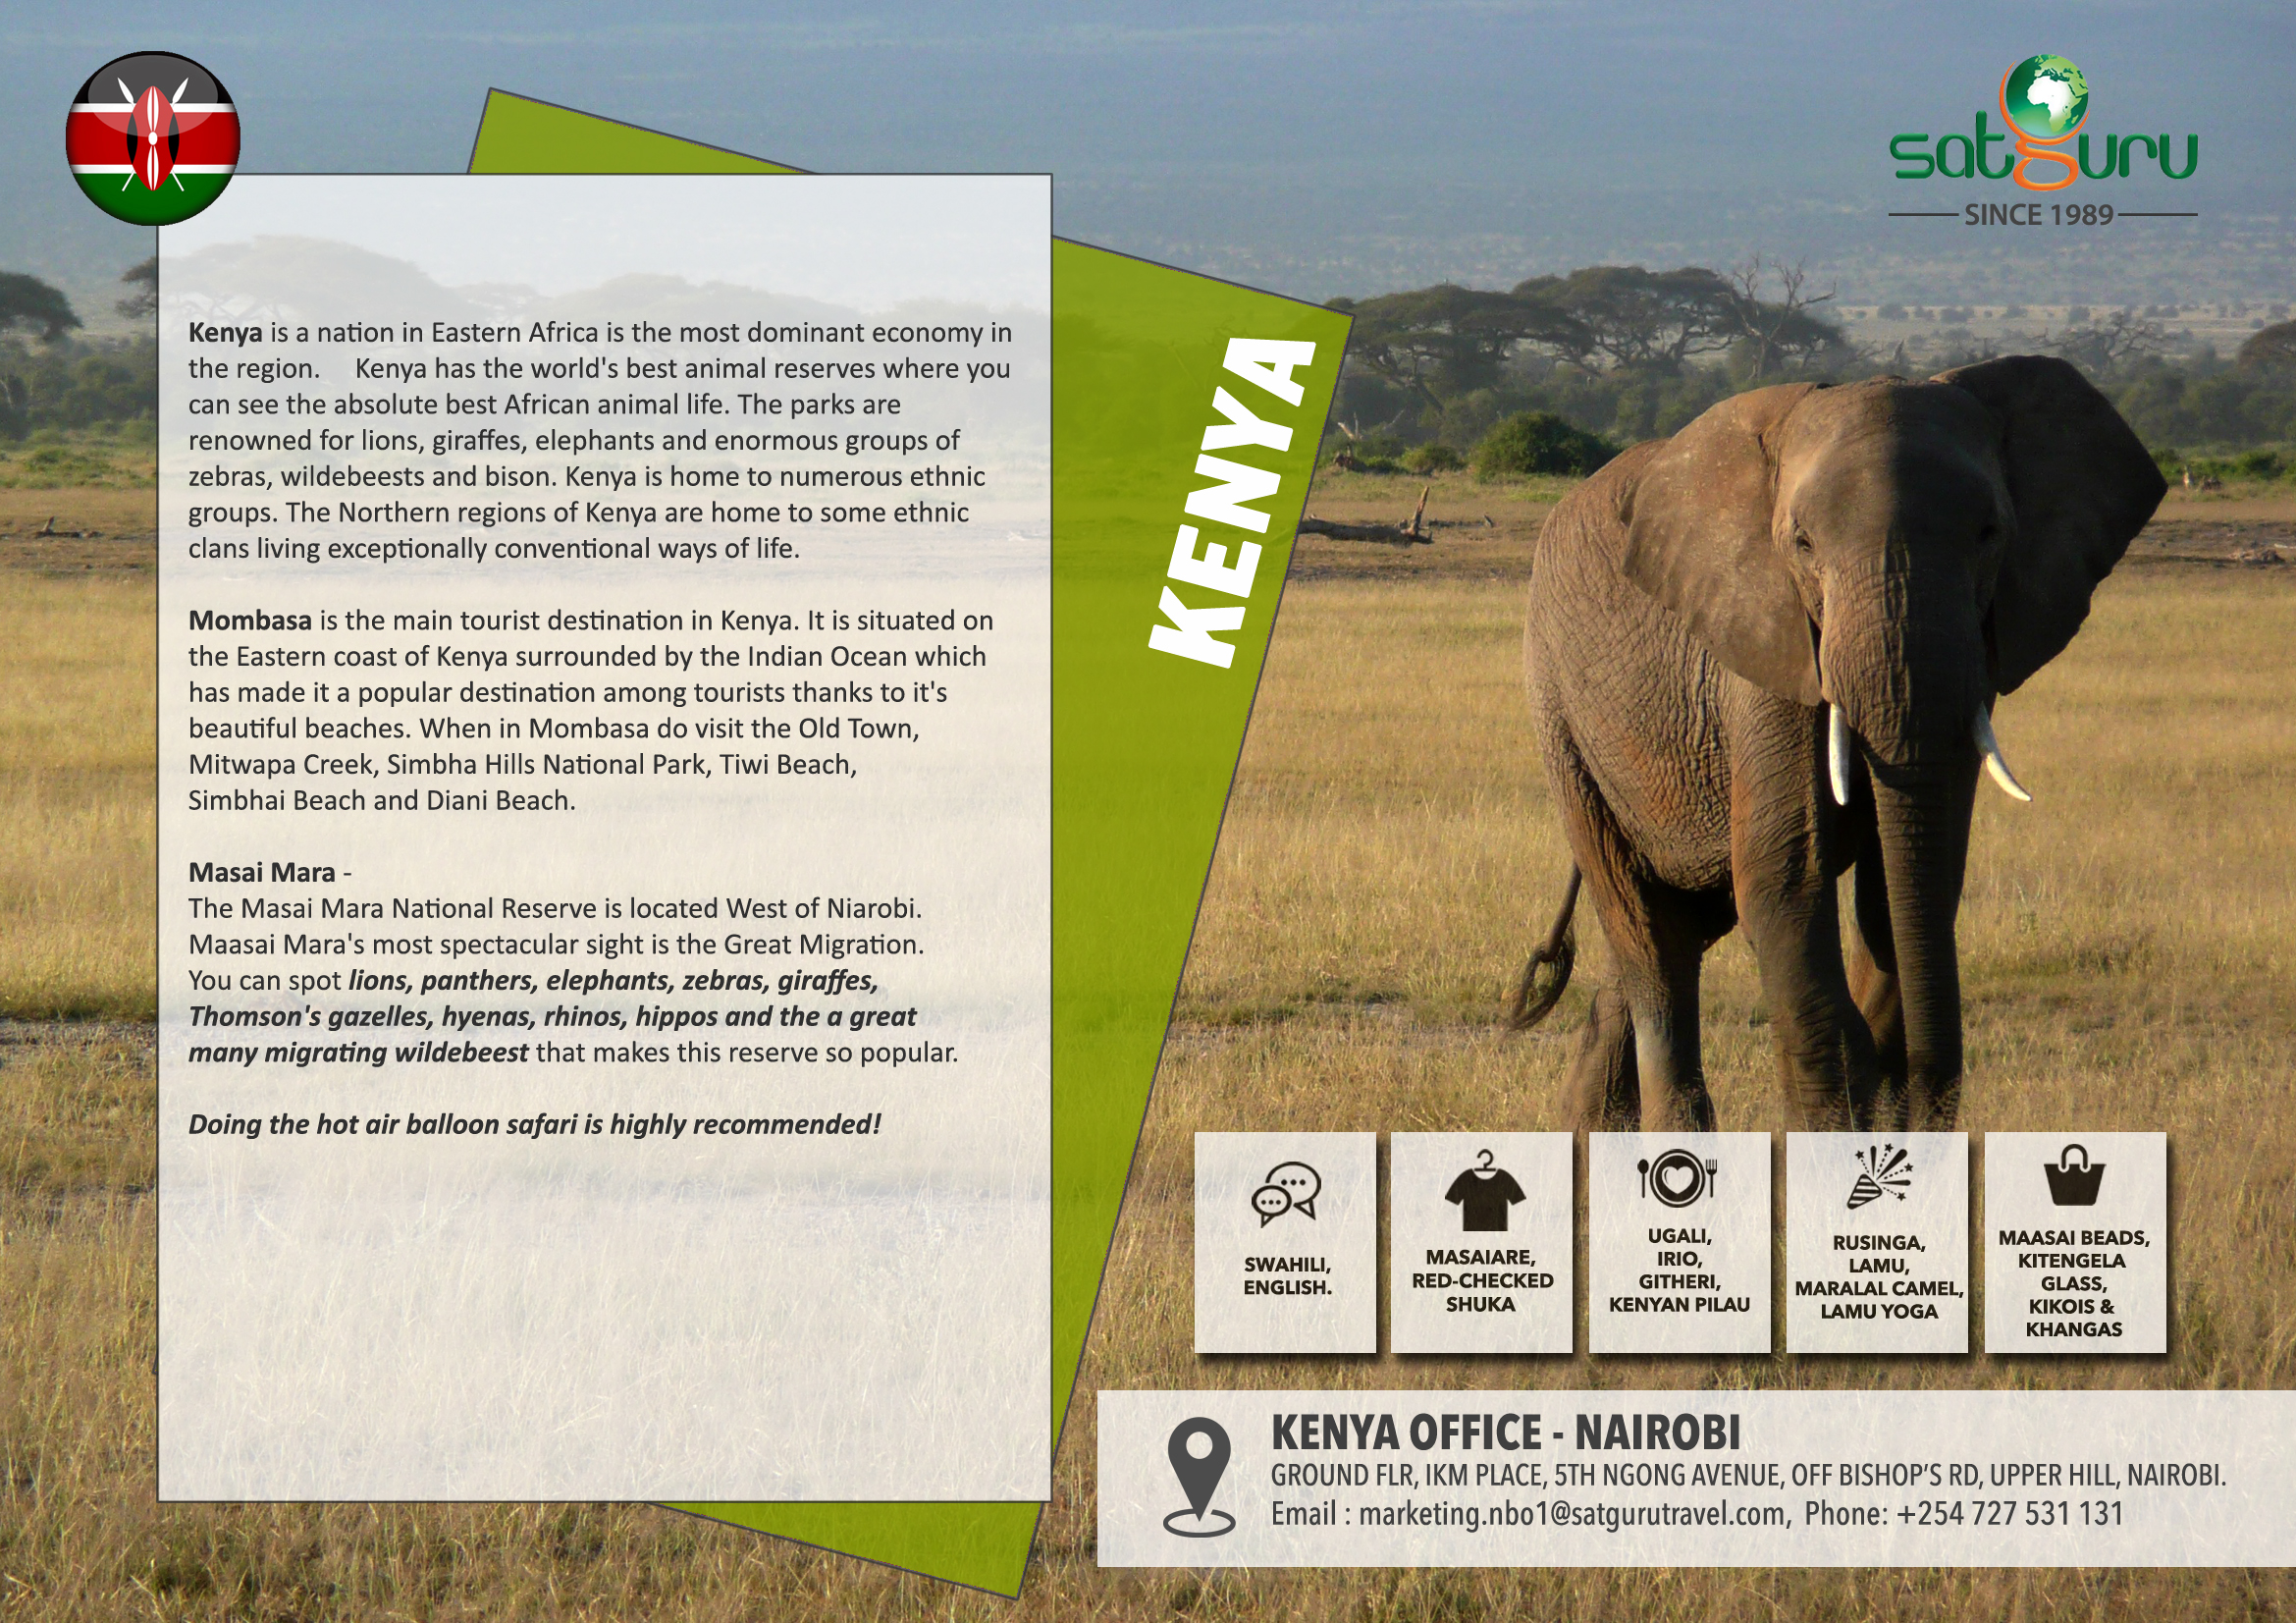 satguru
SINCE 1989
KENYA
Kenya is a nation in Eastern Africa is the most dominant economy in
the region. Kenya has the world's best animal reserves where you
can see the absolute best African animal life. The parks are
renowned for lions, giraffes, elephants and enormous groups of
zebras, wildebeests and bison. Kenya is home to numerous ethnic
groups. The Northern regions of Kenya are home to some ethnic
clans living exceptionally conventional ways of life.
Mombasa is the main tourist destination in Kenya. It is situated on
the Eastern coast of Kenya surrounded by the Indian Ocean which
has made it a popular destination among tourists thanks to it's
beautiful beaches. When in Mombasa do visit the Old Town,
Mitwapa Creek, Simbha Hills National Park, Tiwi Beach,
Simbhai Beach and Diani Beach.
Masai Mara -
The Masai Mara National Reserve is located West of Niarobi.
Maasai Mara's most spectacular sight is the Great Migration.
You can spot lions, panthers, elephants, zebras, giraffes,
Thomson's gazelles, hyenas, rhinos, hippos and the a great
many migrating wildebeest that makes this reserve so popular.
Doing the hot air balloon safari is highly recommended!
SWAHILI,
ENGLISH.
MASAIARE,
RED-CHECKED
SHUKA
UGALI,
IRIO,
GITHERI,
KENYAN PILAU
RUSINGA,
LAMU,
MARALAL CAMEL,
LAMU YOGA
MAASAI BEADS,
KITENGELA
GLASS,
KIKOIS &
KHANGAS
KENYA OFFICE - NAIROBI
GROUND FLR, IKM PLACE, 5TH NGONG AVENUE, OFF BISHOP'S RD, UPPER HILL, NAIROBI.
Email : marketing.nbo1@satgurutravel.com, Phone: +254 727 531 131